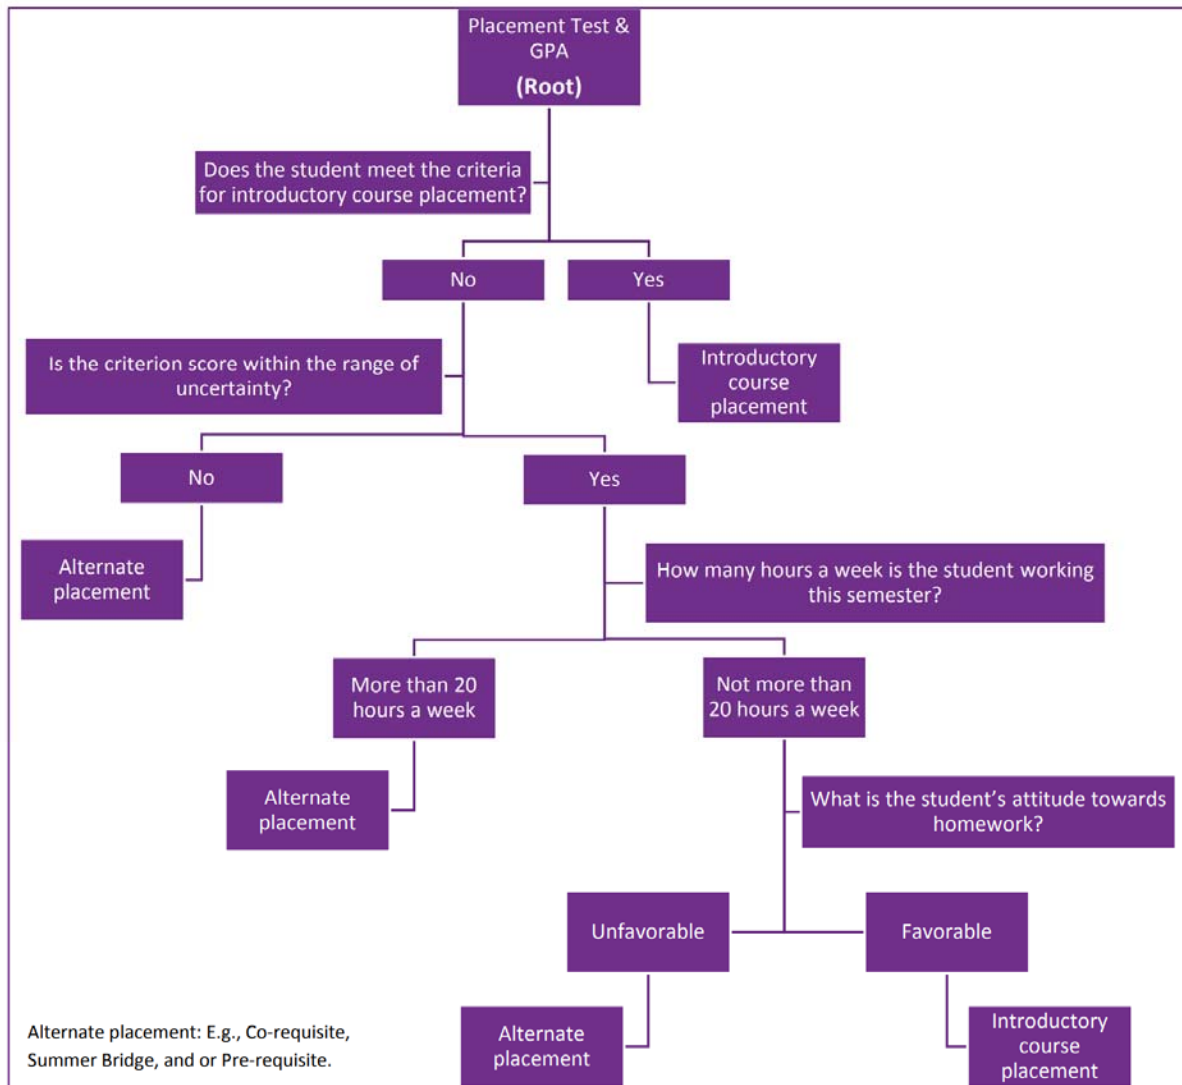 Placement Test &
GPA
(Root)
Does the student meet the criteria
for introductory course placement?
No
Yes
Is the criterion score within the range of
uncertainty?
Introductory
course
placement
No
Yes
Alternate
placement
How many hours a week is the student working
this semester?
More than 20
hours a week
Not more than
20 hours a week
Alternate
placement
What is the student’s attitude towards
homework?
Unfavorable
Favorable
Alternate
placement
Introductory
course
placement
Alternate placement: E.g., Co-requisite,
Summer Bridge, and or Pre-requisite.